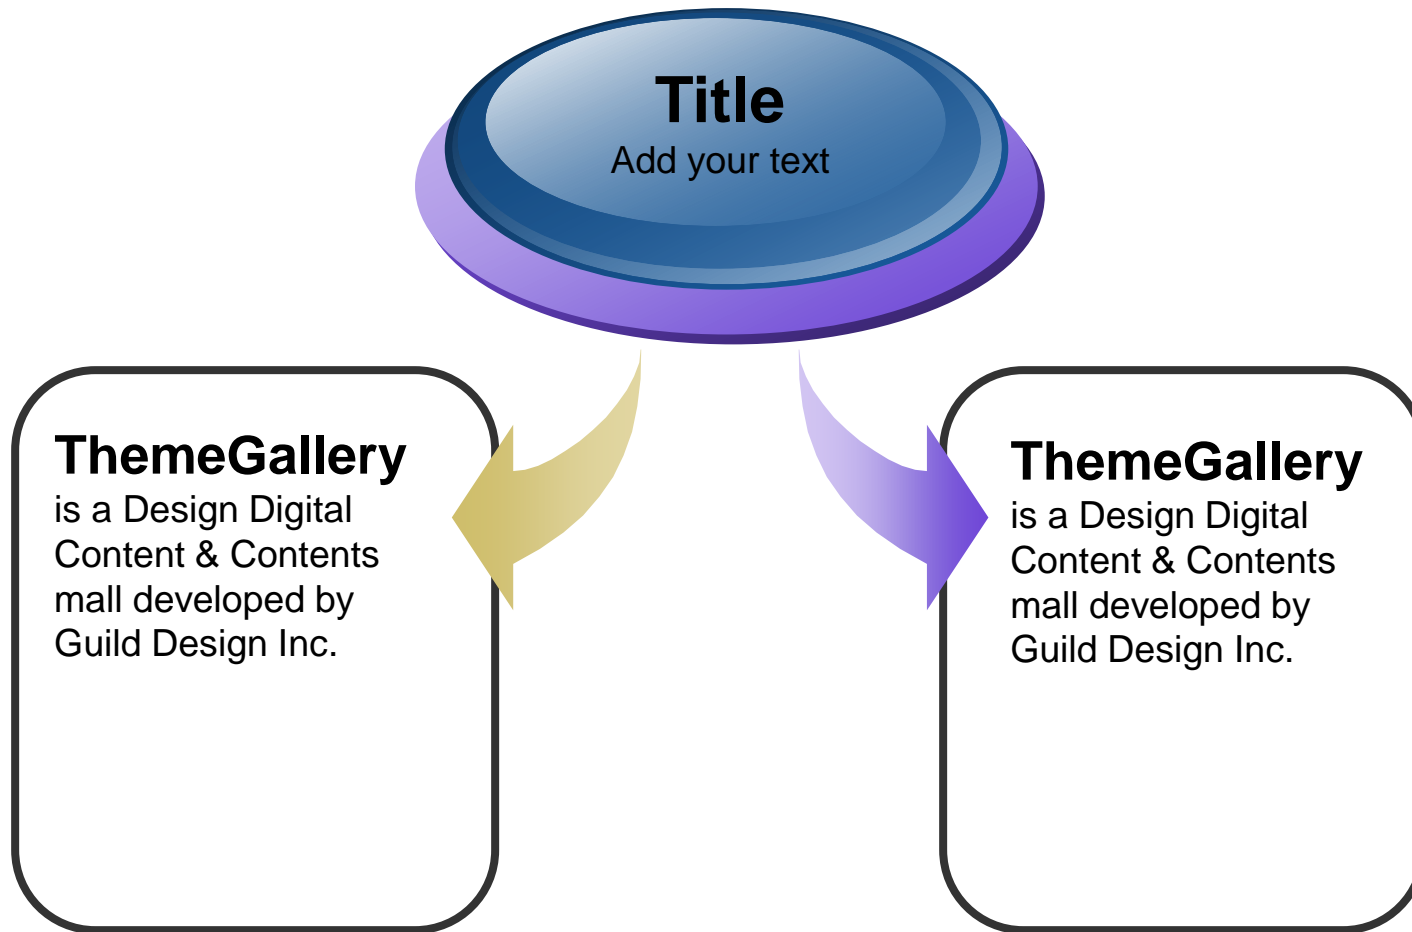 Title
Add your text
ThemeGallery
is a Design Digital
Content & Contents
mall developed by
Guild Design Inc.
ThemeGallery
is a Design Digital
Content & Contents
mall developed by
Guild Design Inc.